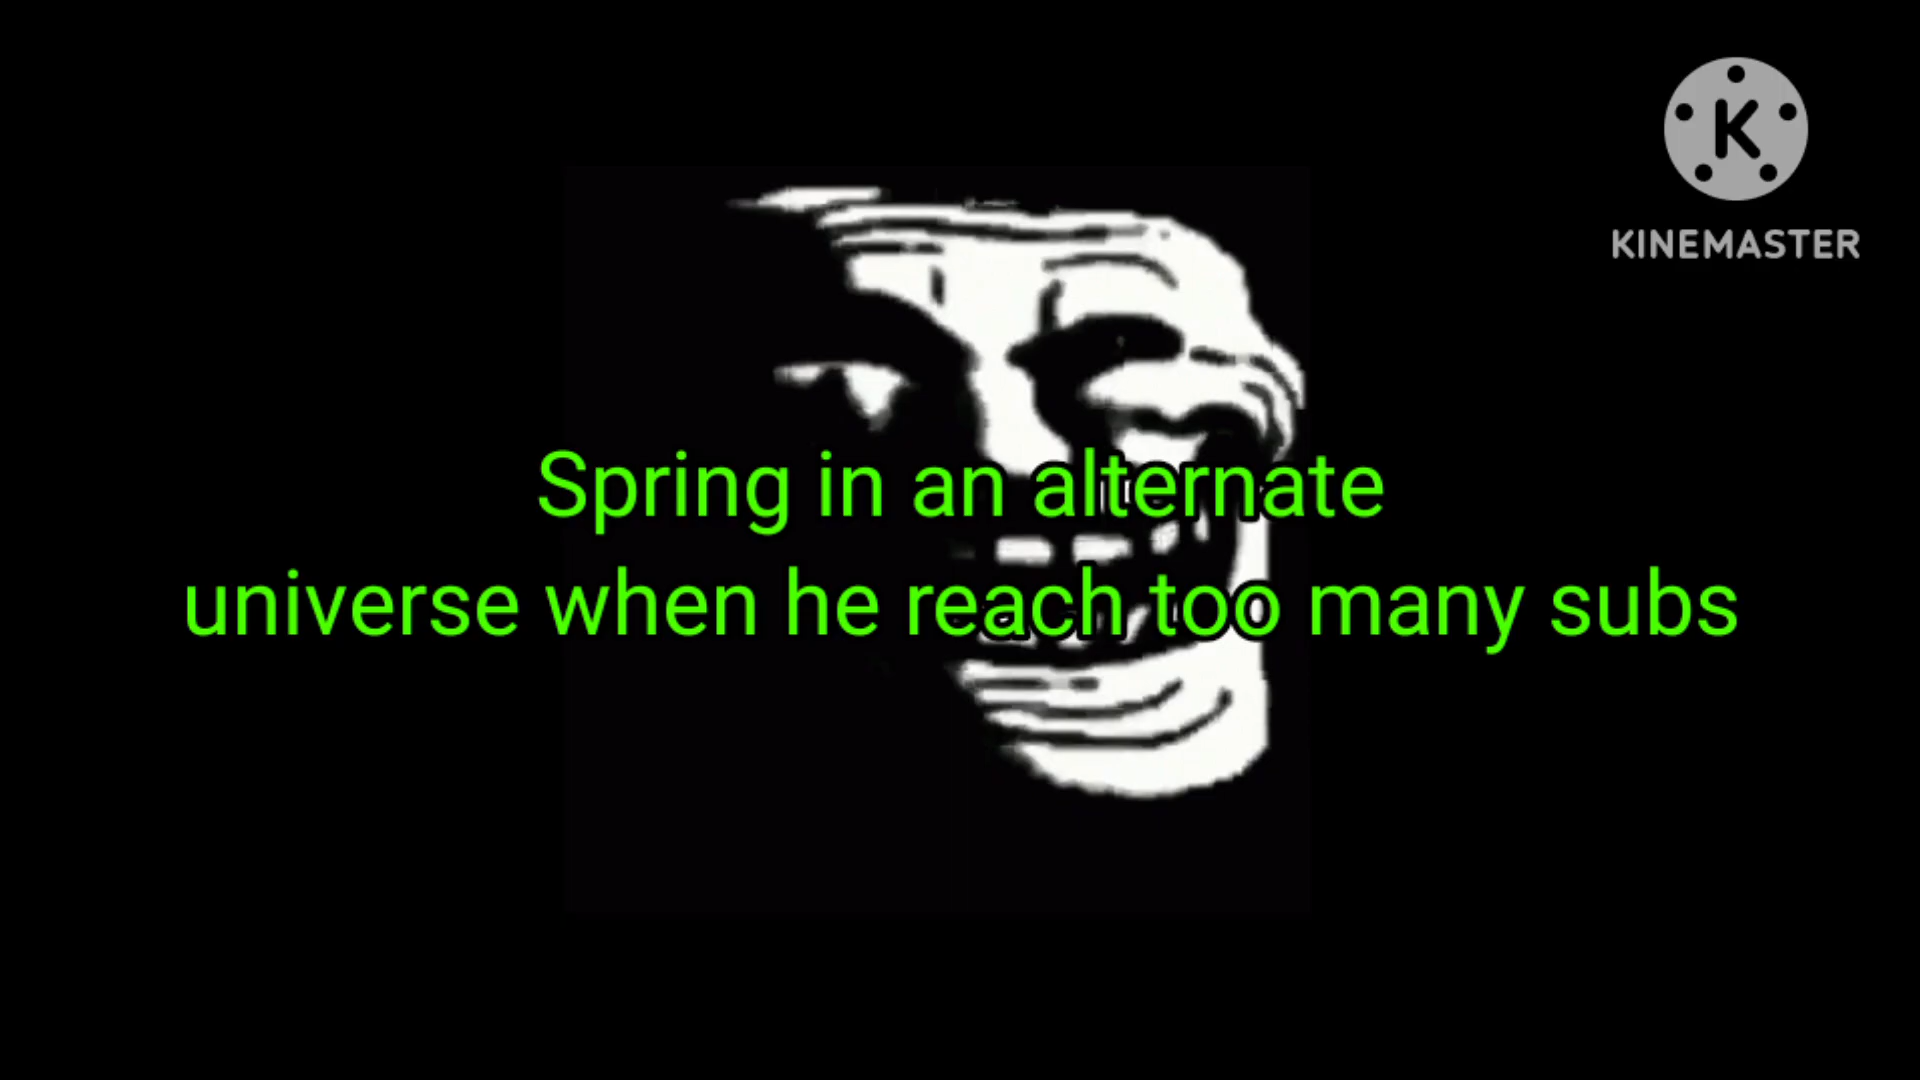 K
KINEMASTER
Spring in an alternate
universe when he reach too many subs